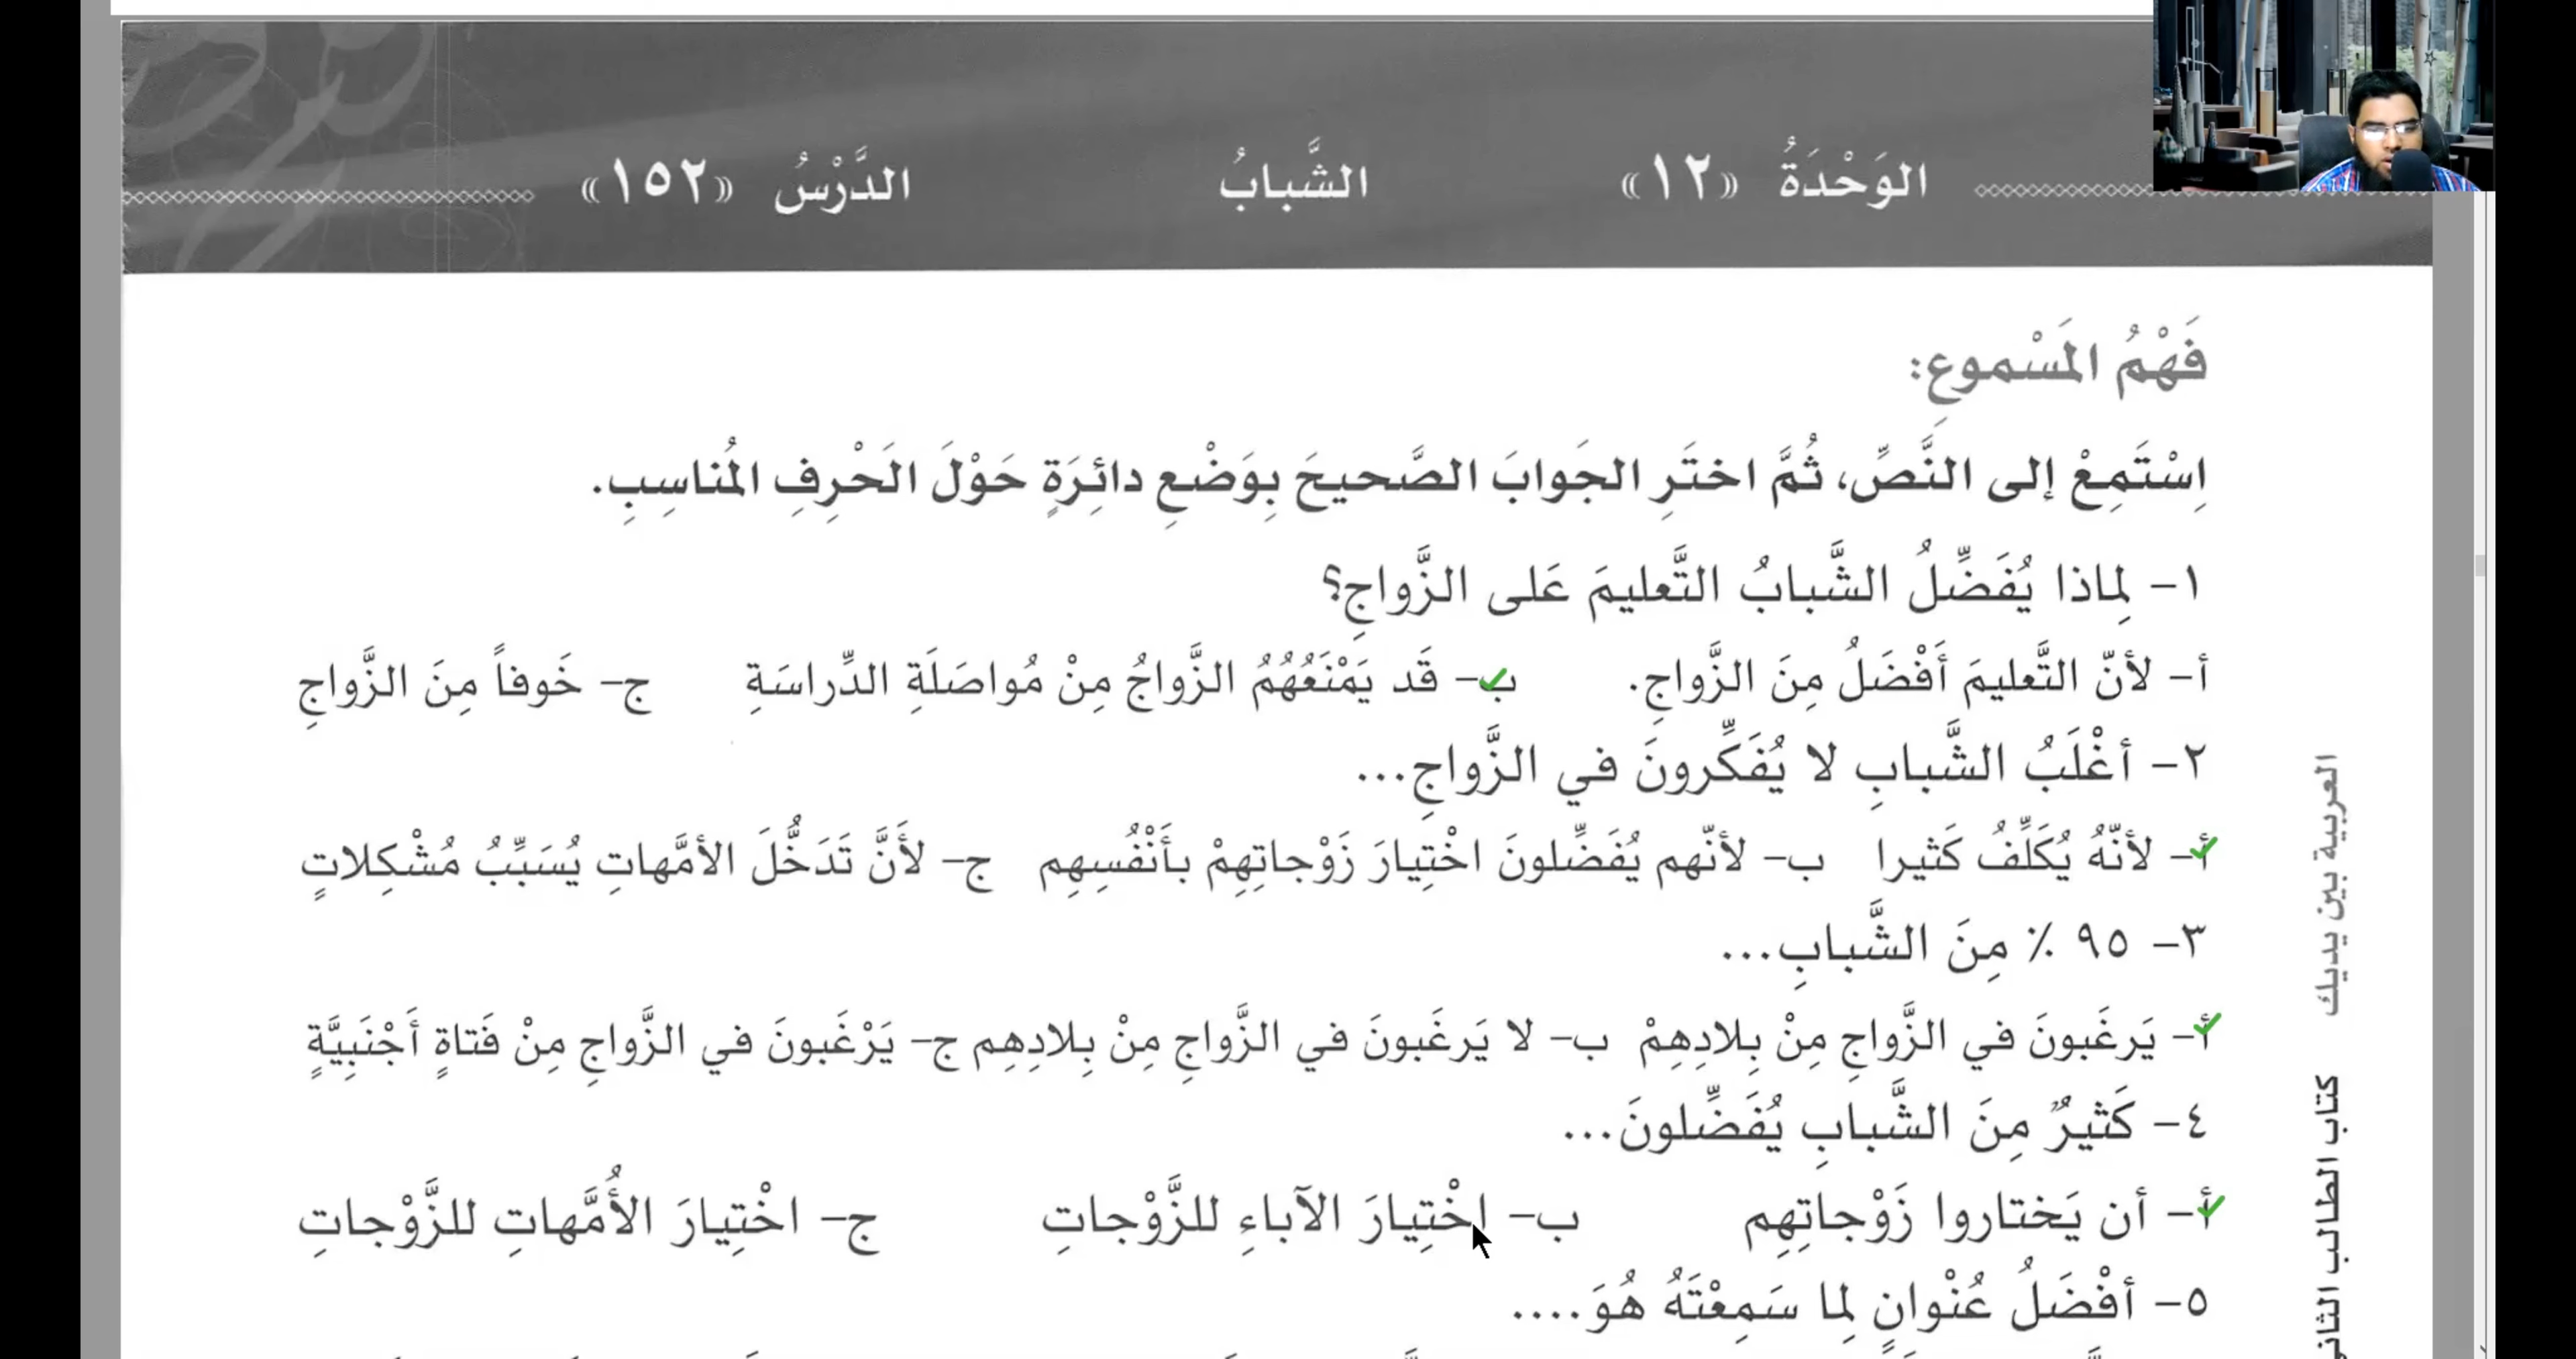 الوَحْدَةُ «١٢» الشَّبابُ الدَّرْسُ «١٥٢»
فَهْمُ المَسْموعِ:
اِسْتَمِعْ إلى النَّصِّ، ثُمَّ اختَرِ الجَوابَ الصَّحيحَ بِوَضْعِ دائِرَةٍ حَوْلَ الَحْرِفِ المُناسِبِ.
١- لِماذا يُفَضِّلُ الشَّبابُ التَّعليمَ عَلى الزَّواجِ؟
أ- لأنّ التَّعليمَ أَفْضَلُ مِنَ الزَّواجِ. ب- قَد يَمْنَعُهُمُ الزَّواجُ مِنْ مُواصَلَةِ الدِّراسَةِ ج- خَوفاً مِنَ الزَّواجِ
٢- أغْلَبُ الشَّبابِ لا يُفَكِّرونَ في الزَّواجِ...
أ- لأنّهُ يُكَلِّفُ كَثيرا ب- لأنّهم يُفَضِّلونَ اخْتِيارَ زَوْجاتِهِمْ بأَنْفُسِهِم ج- لأَنَّ تَدَخُّلَ الأمَّهاتِ يُسَبِّبُ مُشْكِلاتٍ
٣- ٩٥ ٪ مِنَ الشَّبابِ...
أ- يَرغَبونَ في الزَّواجِ مِنْ بِلادِهِمْ ب- لا يَرغَبونَ في الزَّواجِ مِنْ بِلادِهِم ج- يَرْغَبونَ في الزَّواجِ مِنْ فَتاةٍ أَجْنَبِيَّةٍ
٤- كَثيرٌ مِنَ الشَّبابِ يُفَضِّلونَ...
أ- أن يَختاروا زَوْجاتِهِم ب- اخْتِيارَ الآباءِ للزَّوْجاتِ ج- اخْتِيارَ الأُمَّهاتِ للزَّوْجاتِ
٥- أفْضَلُ عُنْوانٍ لِما سَمِعْتَهُ هُوَ....
العربية بين يديك كتاب الطالب